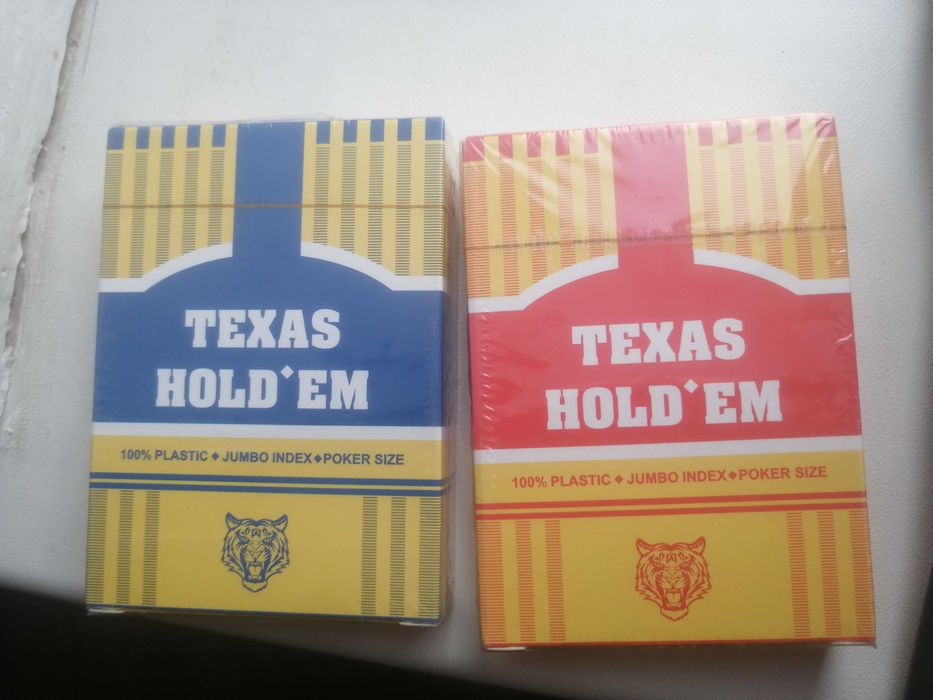 TEXAS
HOLD'EM
100% PLASTIC ◆ JUMBO INDEX ◆ POKER SIZE
TEXAS
HOLD'EM
100% PLASTIC ◆ JUMBO INDEX ◆ POKER SIZE